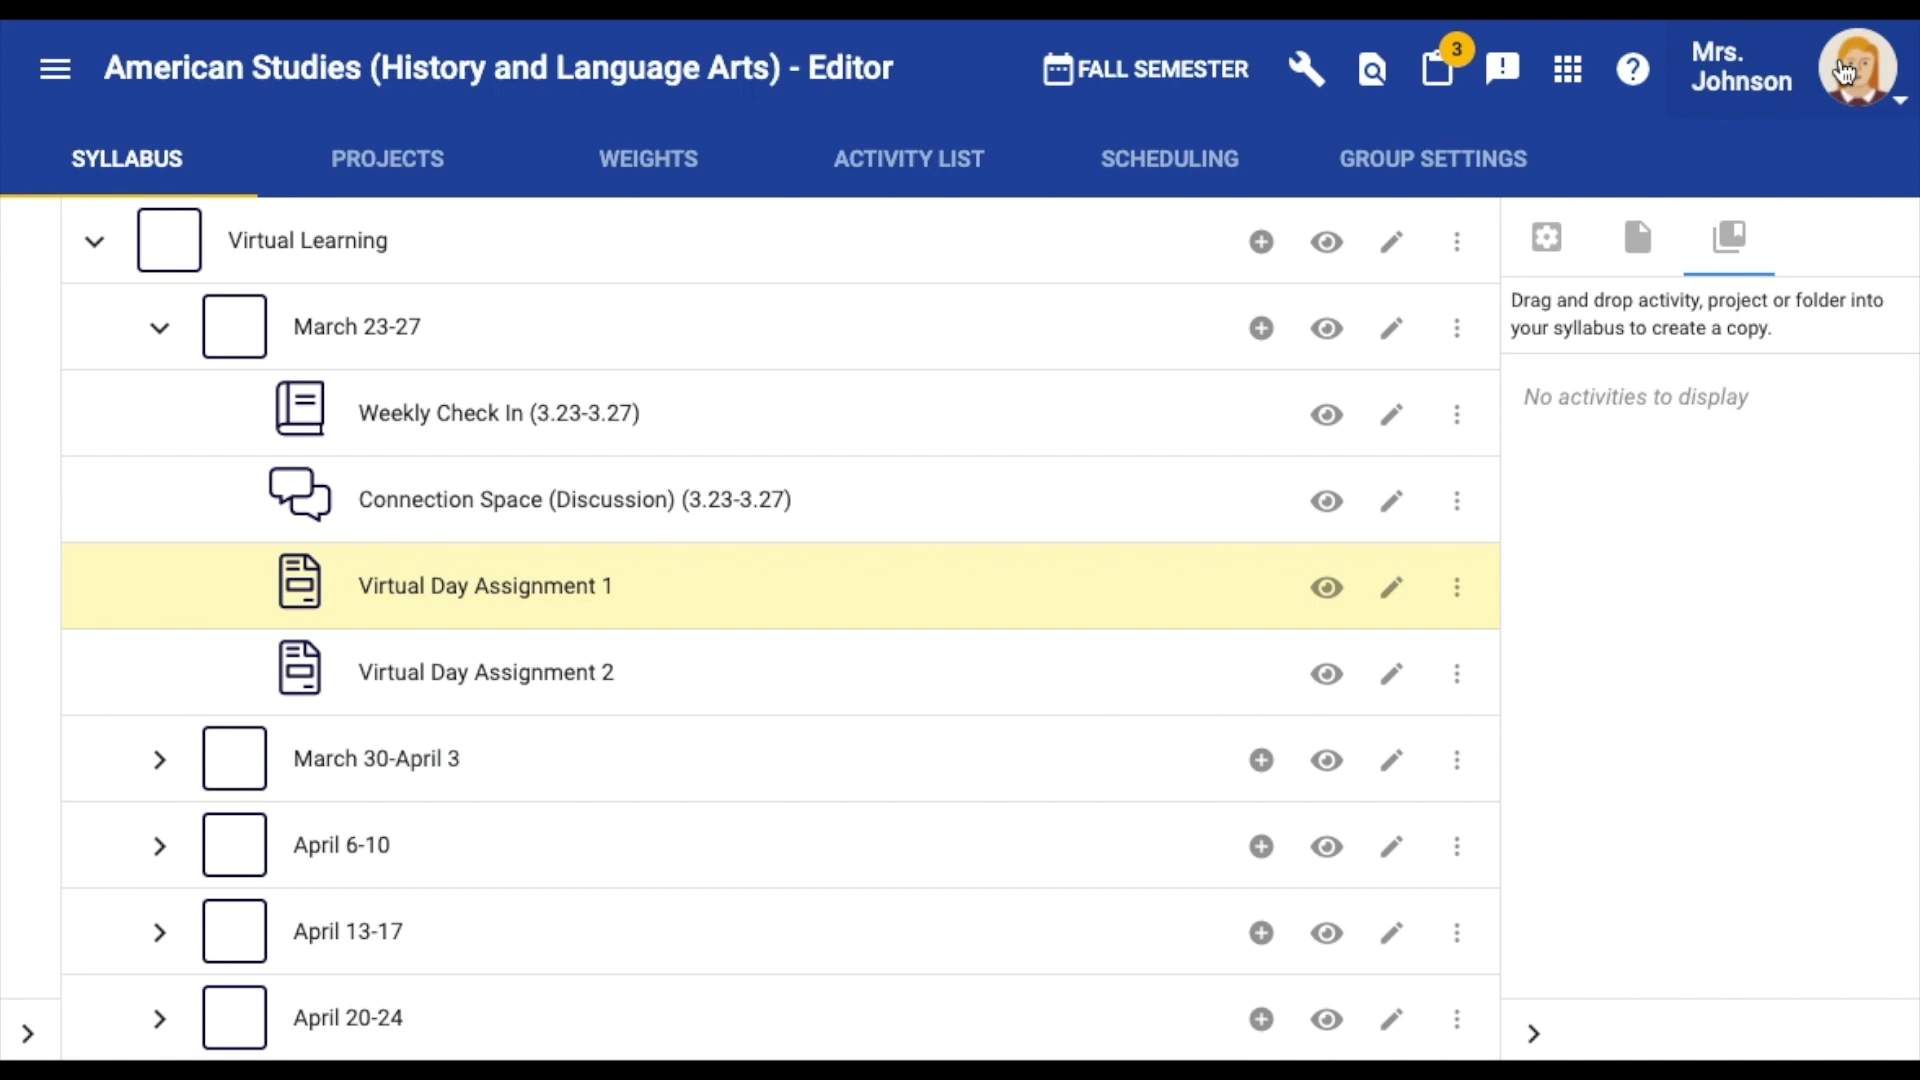 American Studies (History and Language Arts) - Editor
FALL SEMESTER
3
Mrs.
Johnson
SYLLABUS
PROJECTS
WEIGHTS
ACTIVITY LIST
SCHEDULING
GROUP SETTINGS
Virtual Learning
March 23-27
Weekly Check In (3.23-3.27)
Connection Space (Discussion) (3.23-3.27)
Virtual Day Assignment 1
Virtual Day Assignment 2
March 30-April 3
April 6-10
April 13-17
April 20-24
Drag and drop activity, project or folder into
your syllabus to create a copy.
No activities to display